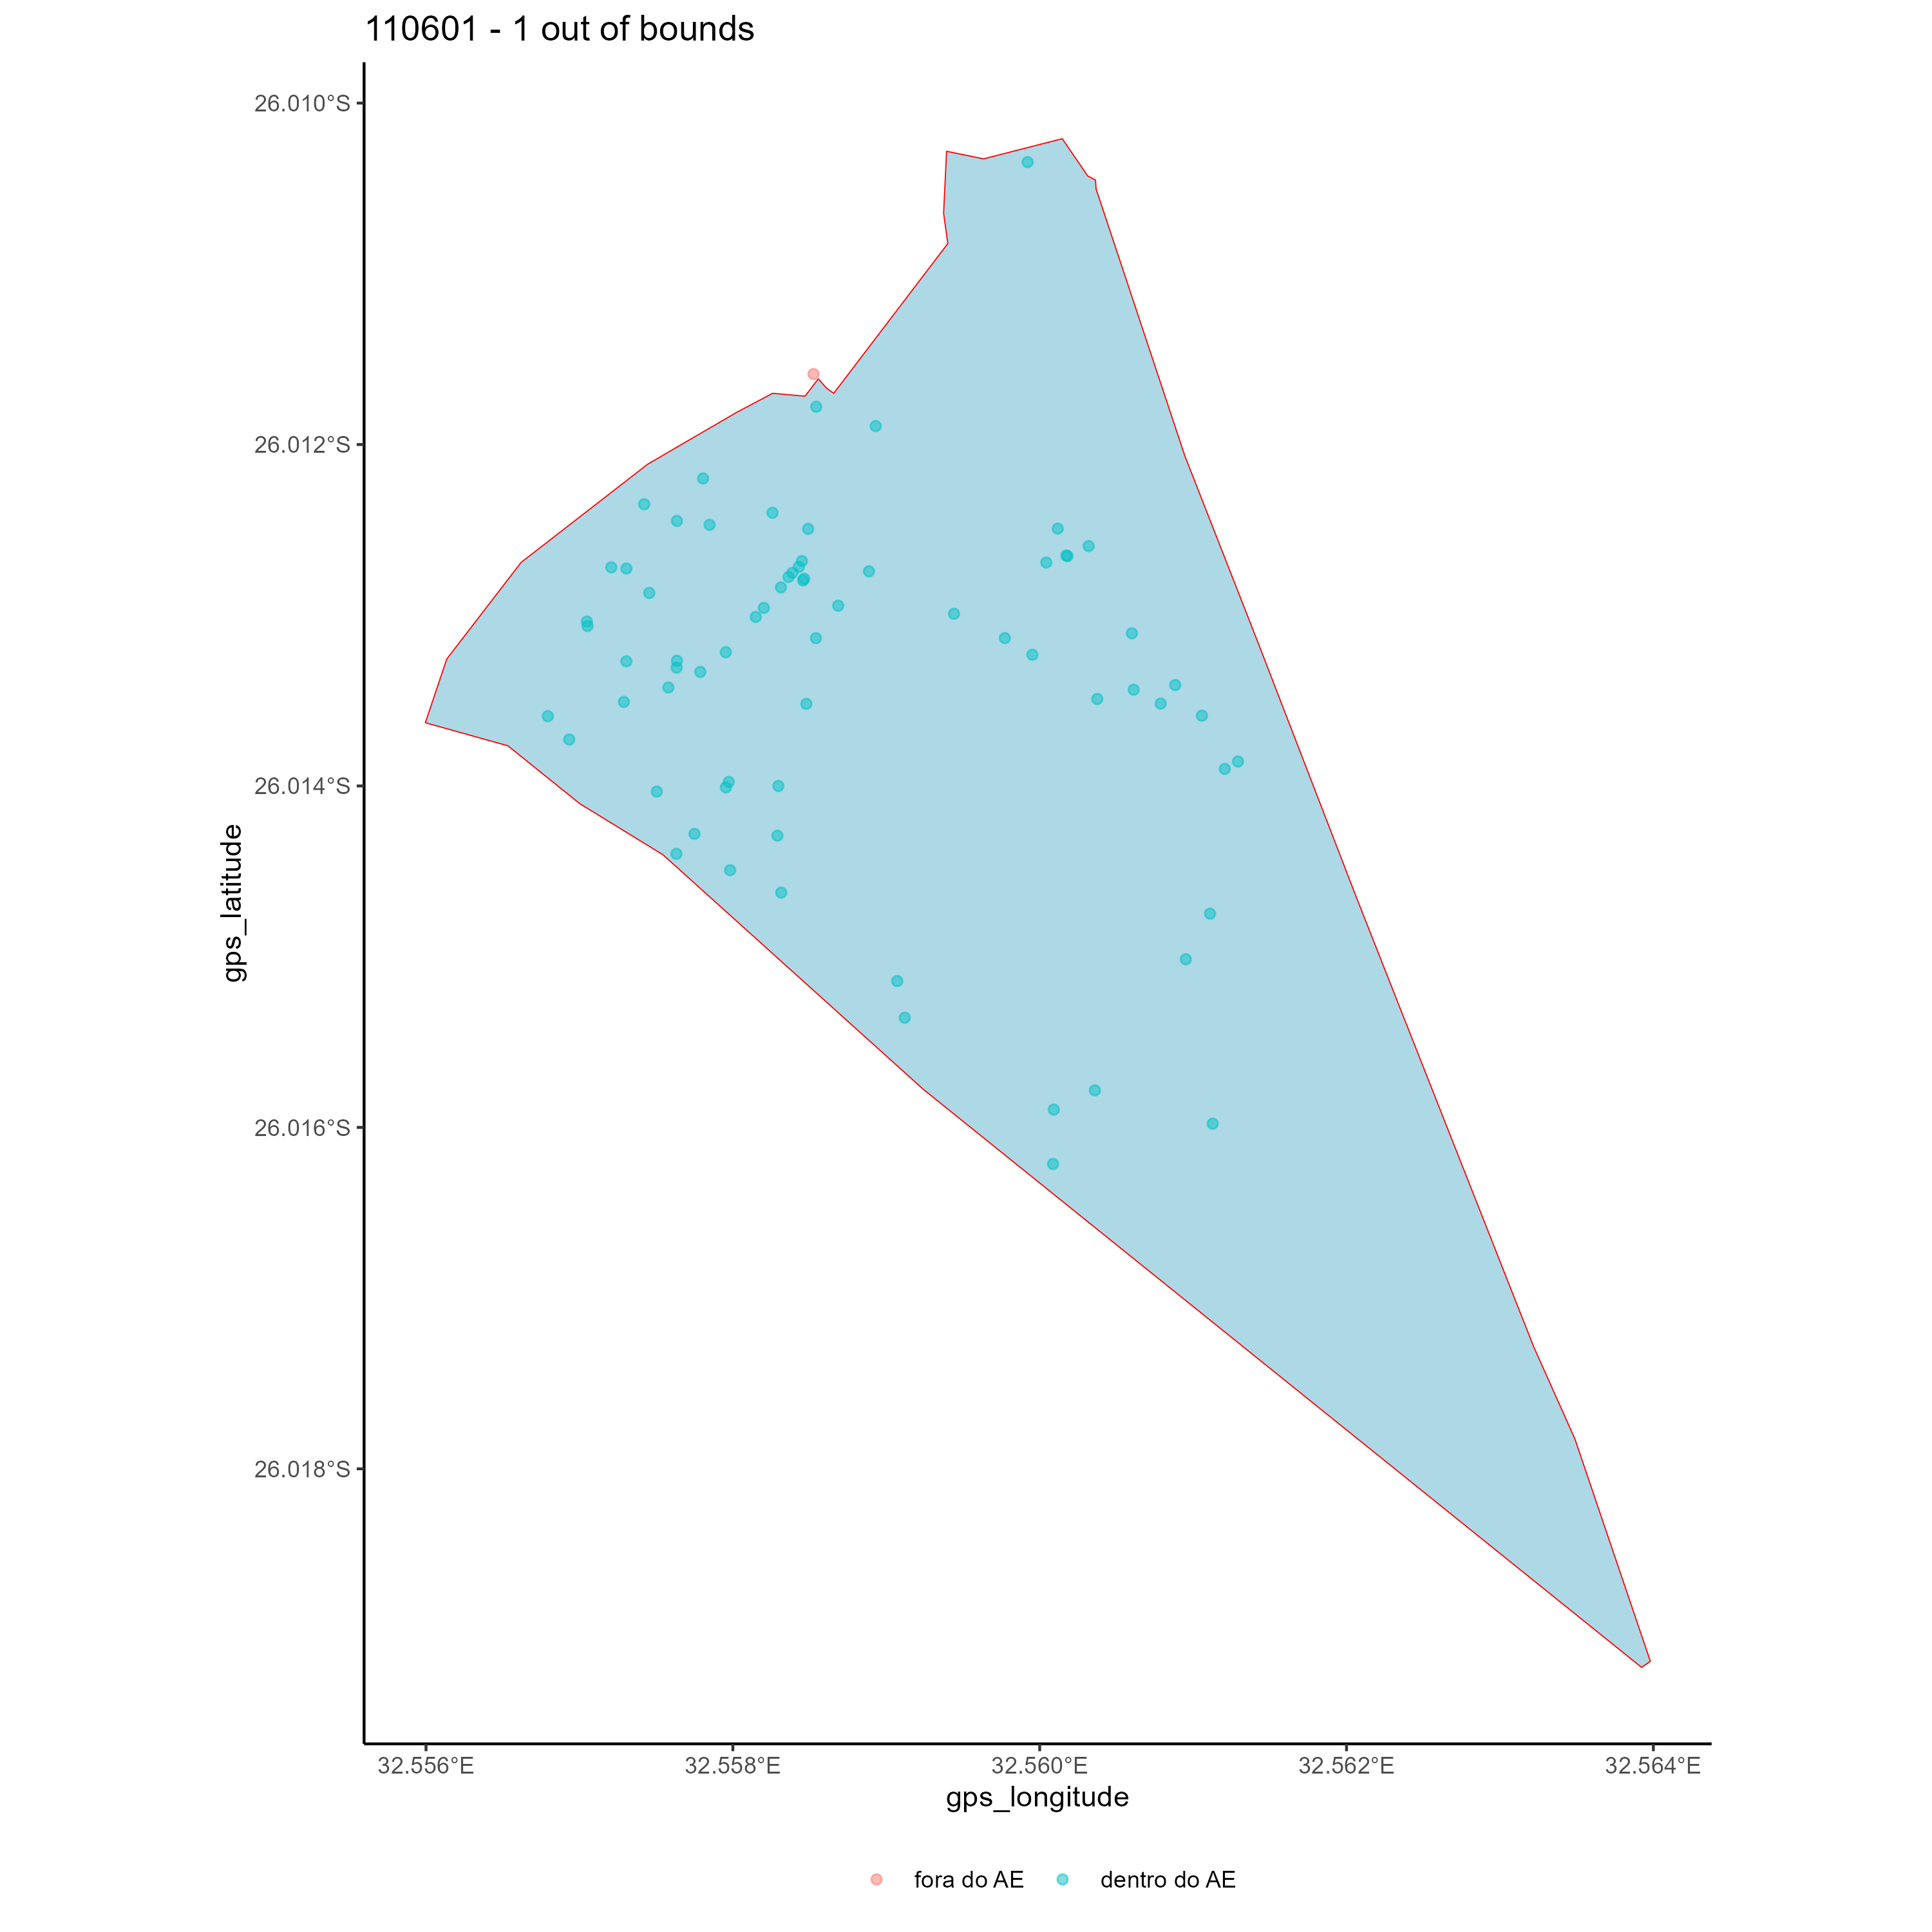 110601 - 1 out of bounds
26.010°S
26.012°S
26.014°S
26.016°S
26.018°S
gps_latitude
32.556°E
32.558°E
32.560°E
32.562°E
32.564°E
gps_longitude
fora do AE
dentro do AE